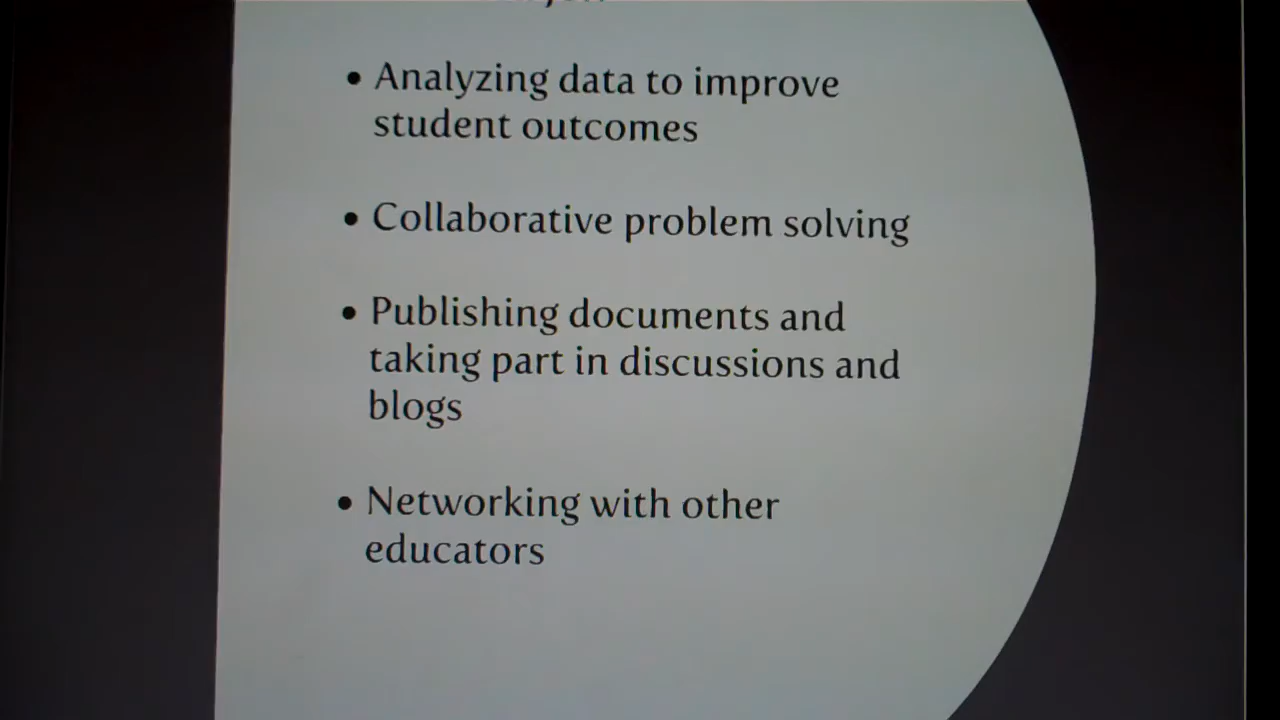 • Analyzing data to improve
student outcomes
• Collaborative problem solving
• Publishing documents and
taking part in discussions and
blogs
• Networking with other
educators